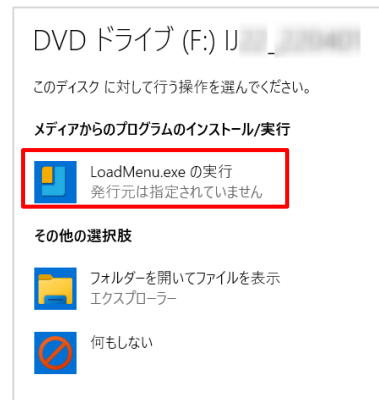 DVD ドライブ (F:) IJ
このディスク に対して行う操作を選んでください。
メディアからのプログラムのインストール/実行
LoadMenu.exe の実行
発行元は指定されていません
その他の選択肢
フォルダーを開いてファイルを表示
エクスプローラー
何もしない